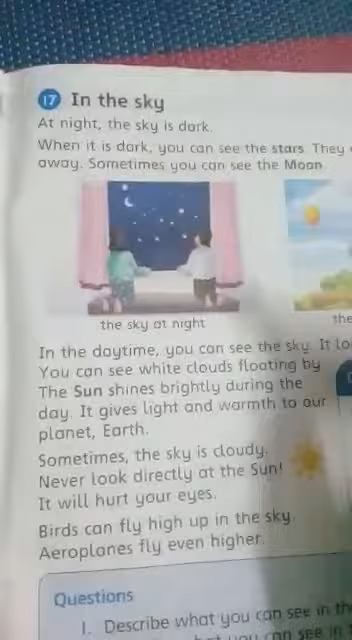 17 In the sky
At night, the sky is dark.
When it is dark, you can see the stars. They
away. Sometimes you can see the Moon.
the sky at night
the
In the daytime, you can see the sky. It lo
You can see white clouds floating by
The Sun shines brightly during the
day. It gives light and warmth to our
planet, Earth.
Sometimes, the sky is cloudy.
Never look directly at the Sun!
It will hurt your eyes.
Birds can fly high up in the sky.
Aeroplanes fly even higher.
Questions
1. Describe what you can see in th
what you can see in